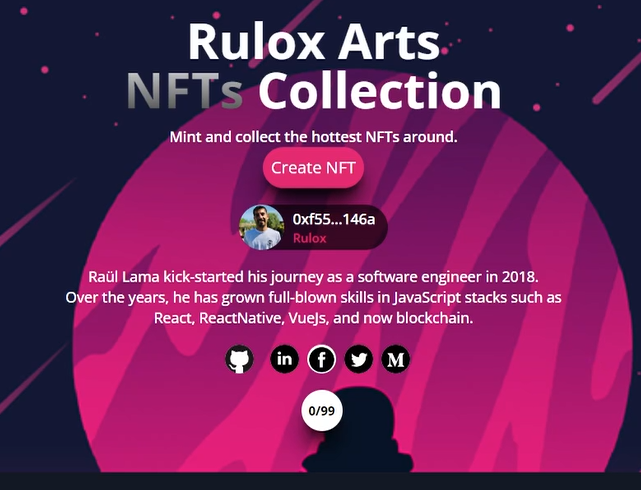 Rulox Arts
NFTs Collection
Mint and collect the hottest NFTs around.
Create NFT
0xf55...146a
Rulox
Raül Lama kick-started his journey as a software engineer in 2018.
Over the years, he has grown full-blown skills in JavaScript stacks such as
React, ReactNative, VueJs, and now blockchain.
in f M
0/99